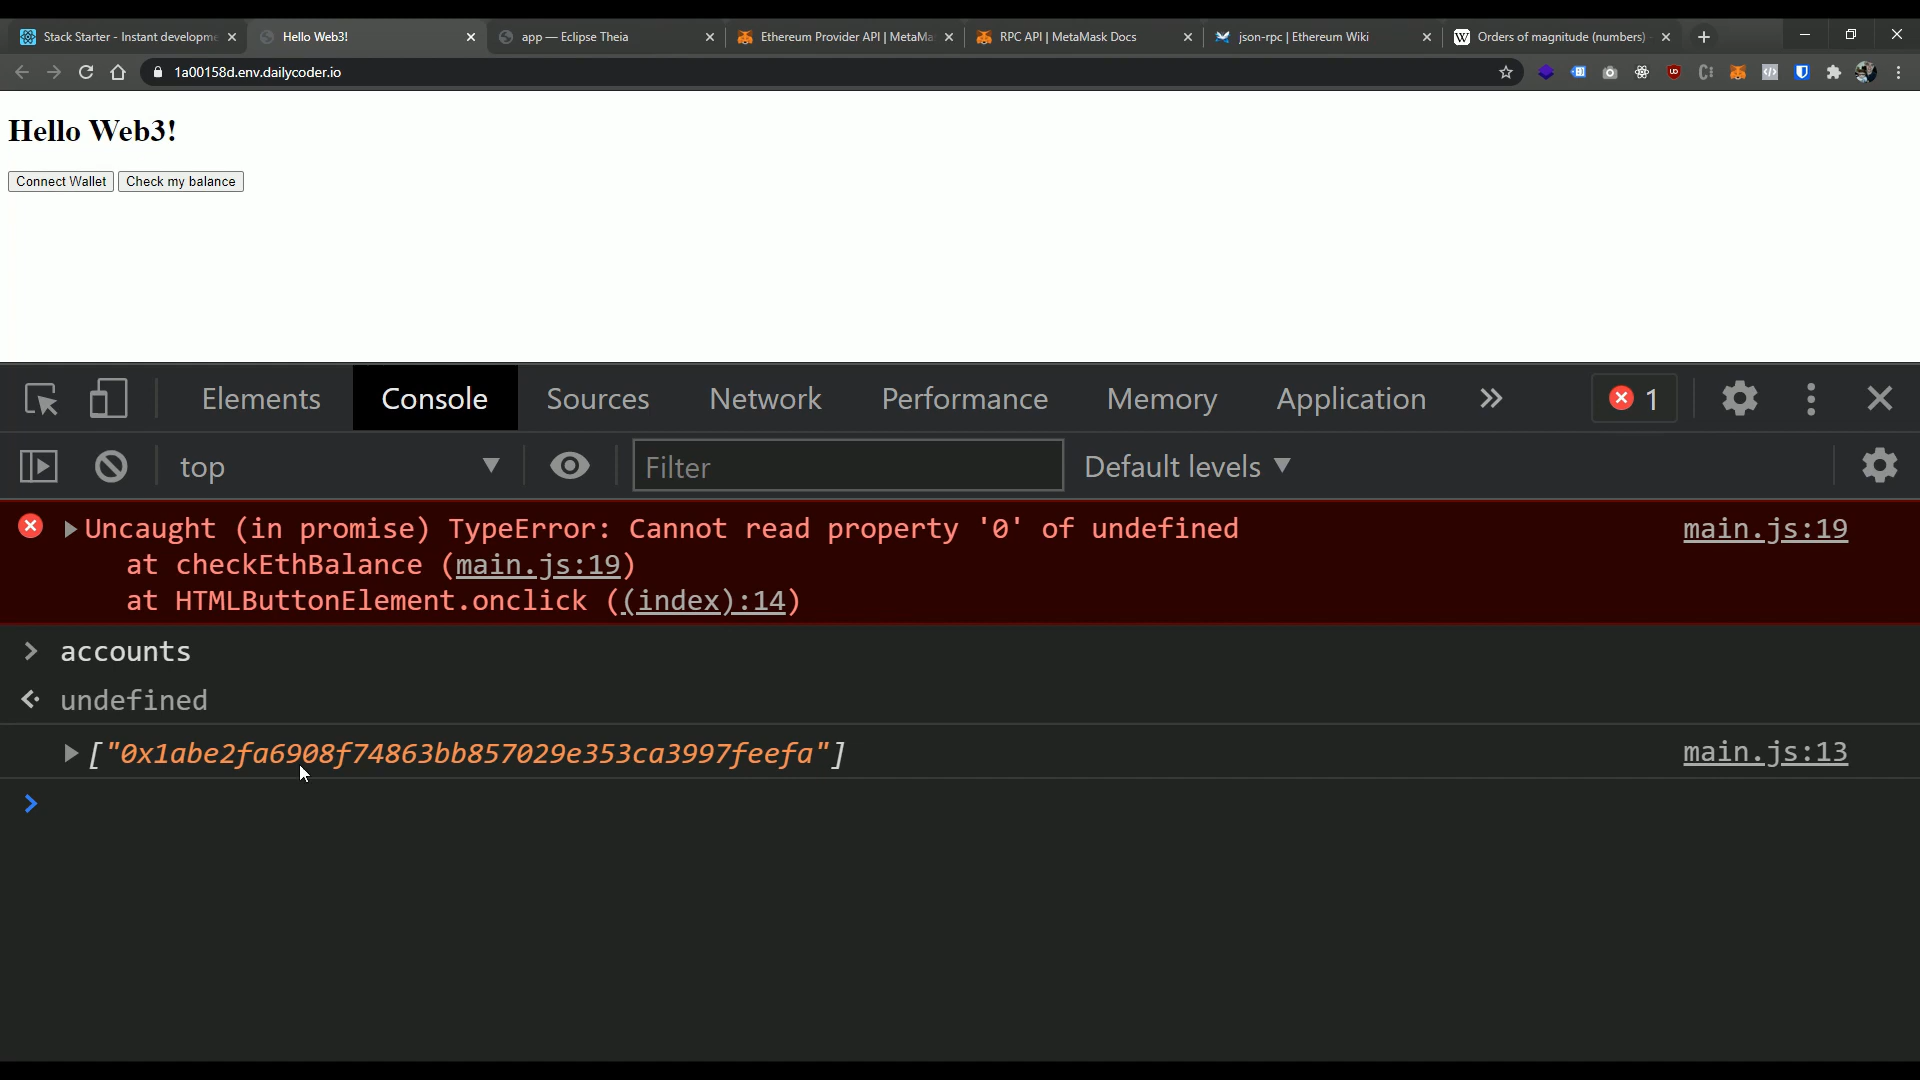 Stack Starter - Instant developme
Hello Web3!
app — Eclipse Theia
Ethereum Provider API | MetaMa
RPC API | MetaMask Docs
json-rpc | Ethereum Wiki
Orders of magnitude (numbers) -
1a00158d.env.dailycoder.io
Hello Web3!
Connect Wallet
Check my balance
Elements
Console
Sources
Network
Performance
Memory
Application
1
top
Filter
Default levels
Uncaught (in promise) TypeError: Cannot read property '0' of undefined
main.js:19
at checkEthBalance (main.js:19)
at HTMLButtonElement.onclick ((index):14)
accounts
undefined
["0x1abe2fa6908f74863bb857029e353ca3997feefa"]
main.js:13